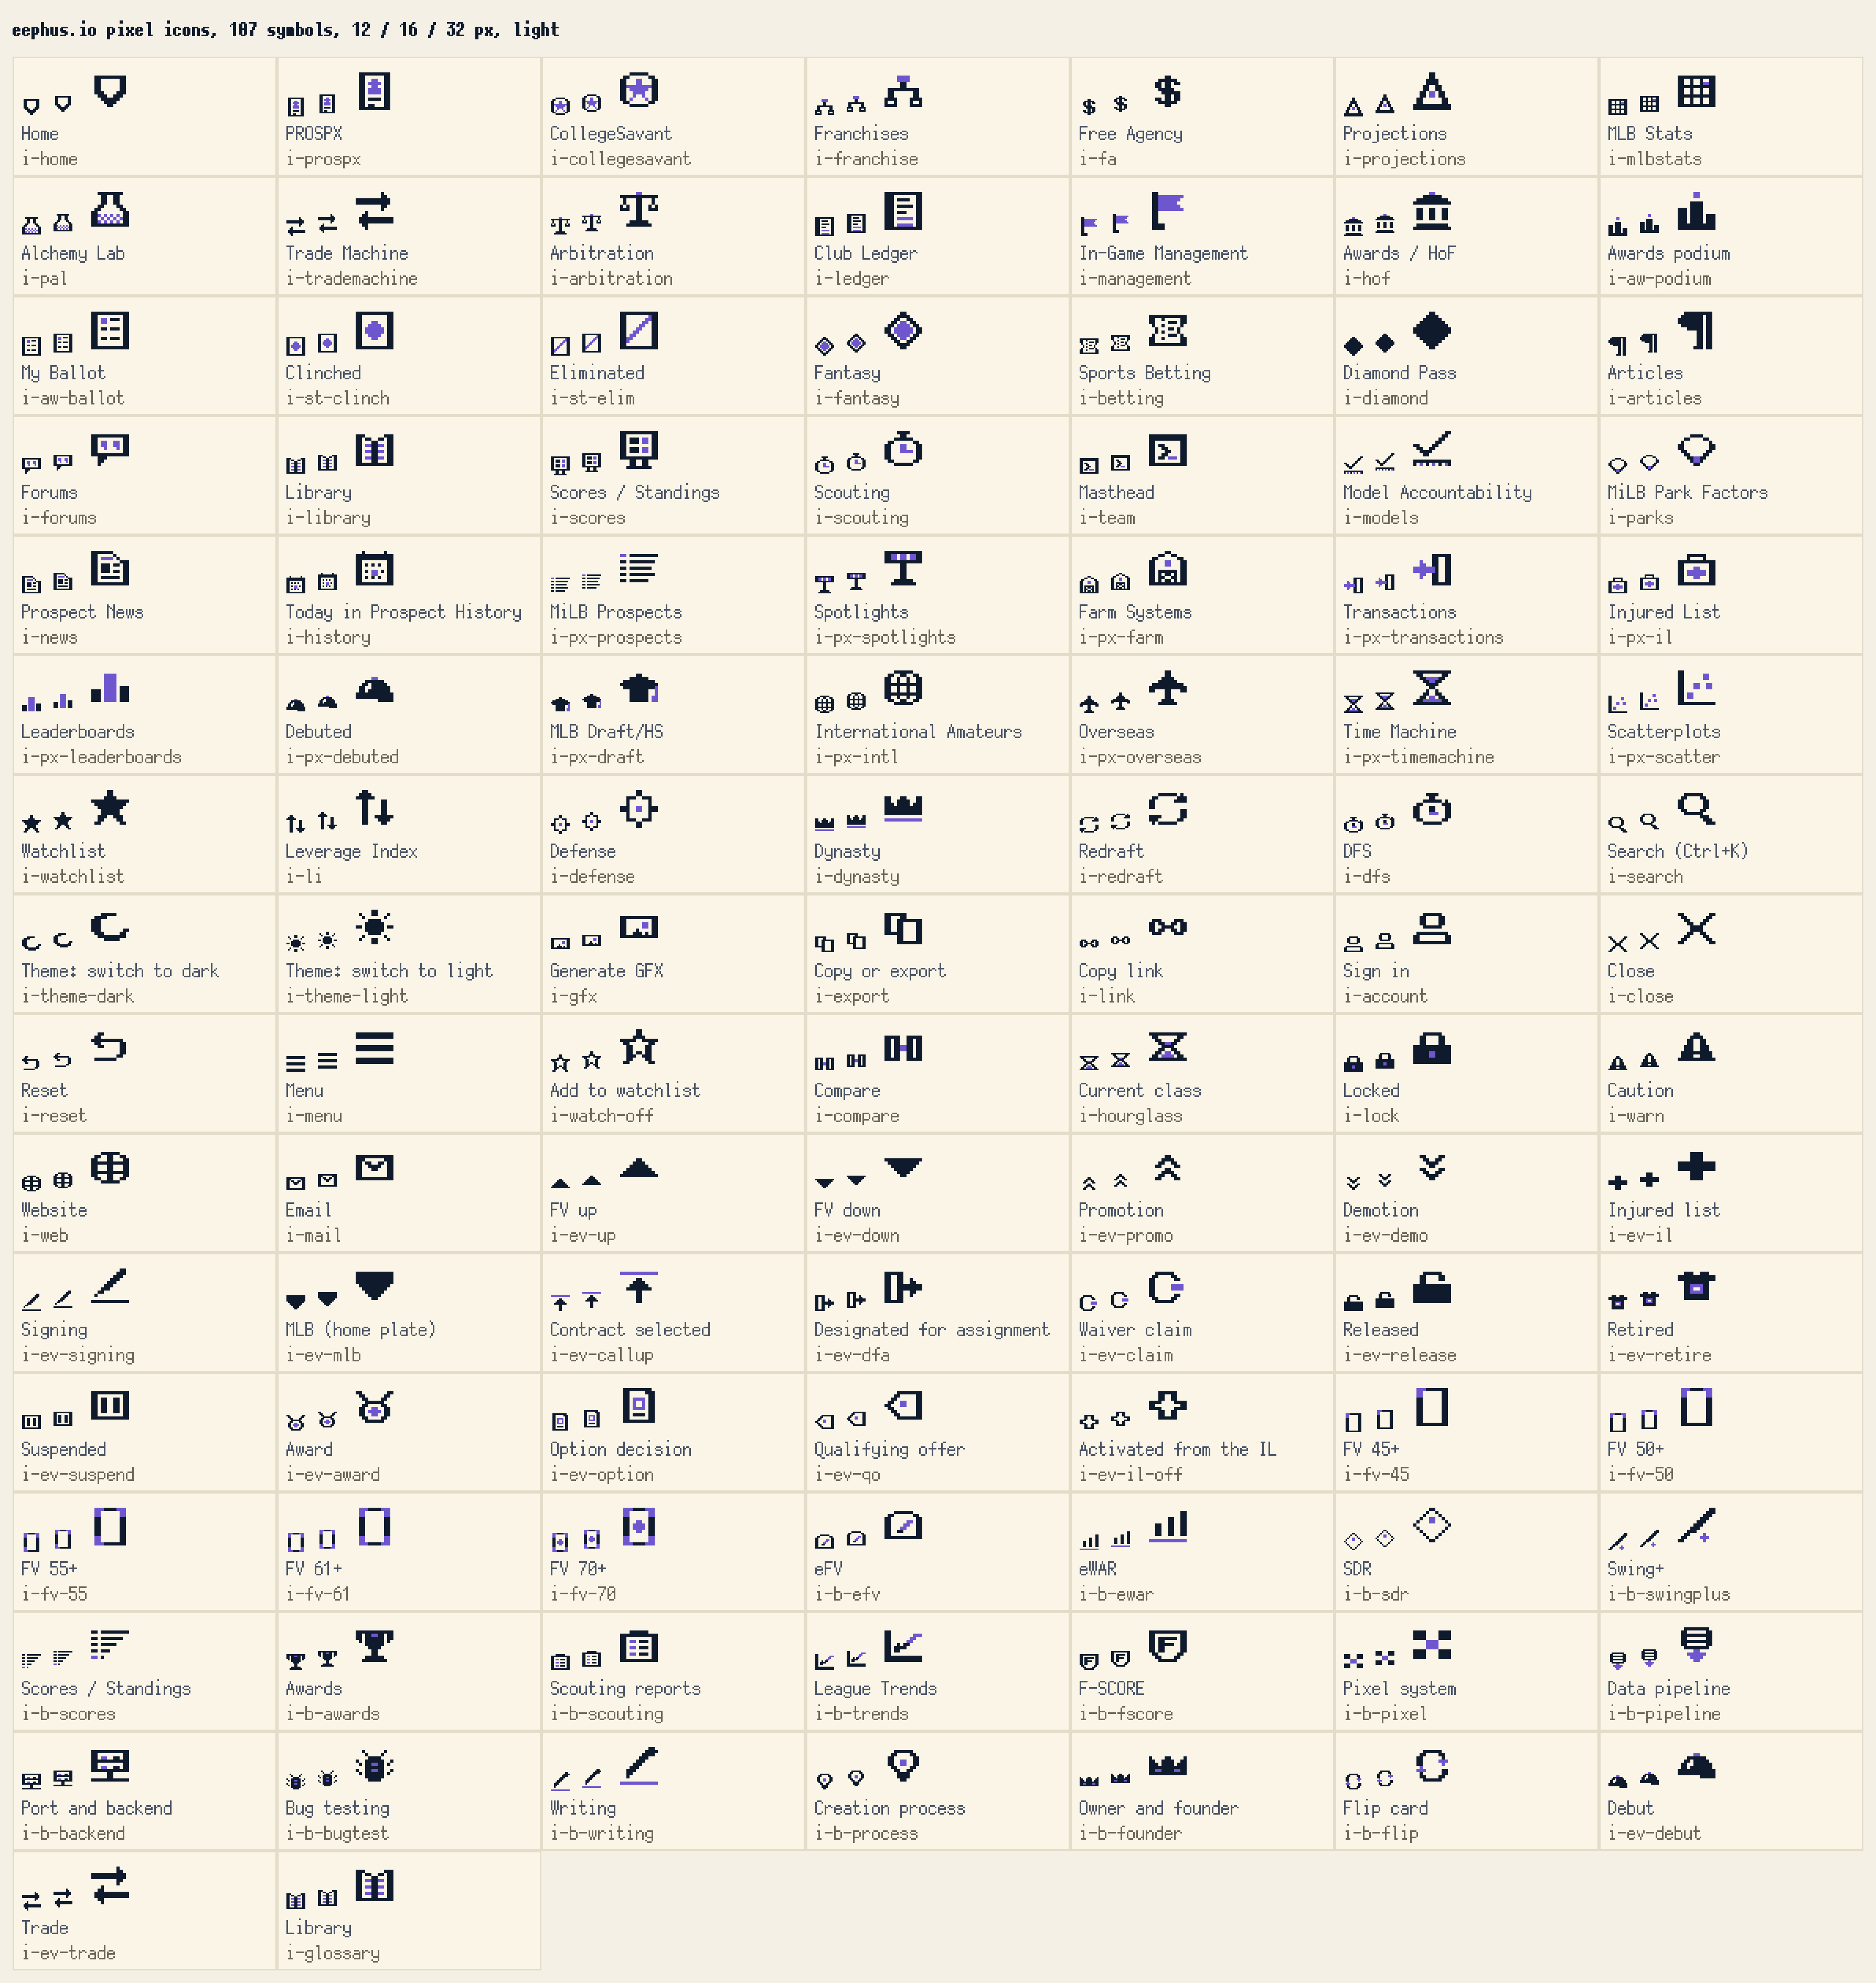 eephus.io pixel icons, 107 symbols, 12 / 16 / 32 px, light
Home
i-home
PROSPX
i-prospx
CollegeSavant
i-collegesavant
Franchises
i-franchise
Free Agency
i-fa
Projections
i-projections
MLB Stats
i-mlbstats
Alchemy Lab
i-pal
Trade Machine
i-trademachine
Arbitration
i-arbitration
Club Ledger
i-ledger
In-Game Management
i-management
Awards / HoF
i-hof
Awards podium
i-aw-podium
My Ballot
i-aw-ballot
Clinched
i-st-clinch
Eliminated
i-st-elim
Fantasy
i-fantasy
Sports Betting
i-betting
Diamond Pass
i-diamond
Articles
i-articles
Forums
i-forums
Library
i-library
Scores / Standings
i-scores
Scouting
i-scouting
Masthead
i-team
Model Accountability
i-models
MiLB Park Factors
i-parks
Prospect News
i-news
Today in Prospect History
i-history
MiLB Prospects
i-px-prospects
Spotlights
i-px-spotlights
Farm Systems
i-px-farm
Transactions
i-px-transactions
Injured List
i-px-il
Leaderboards
i-px-leaderboards
Debuted
i-px-debuted
MLB Draft/HS
i-px-draft
International Amateurs
i-px-intl
Overseas
i-px-overseas
Time Machine
i-px-timemachine
Scatterplots
i-px-scatter
Watchlist
i-watchlist
Leverage Index
i-li
Defense
i-defense
Dynasty
i-dynasty
Redraft
i-redraft
DFS
i-dfs
Search (Ctrl+K)
i-search
Theme: switch to dark
i-theme-dark
Theme: switch to light
i-theme-light
Generate GFX
i-gfx
Copy or export
i-export
Copy link
i-link
Sign in
i-account
Close
i-close
Reset
i-reset
Menu
i-menu
Add to watchlist
i-watch-off
Compare
i-compare
Current class
i-hourglass
Locked
i-lock
Caution
i-warn
Website
i-web
Email
i-mail
FV up
i-ev-up
FV down
i-ev-down
Promotion
i-ev-promo
Demotion
i-ev-demo
Injured list
i-ev-il
Signing
i-ev-signing
MLB (home plate)
i-ev-mlb
Contract selected
i-ev-callup
Designated for assignment
i-ev-dfa
Waiver claim
i-ev-claim
Released
i-ev-release
Retired
i-ev-retire
Suspended
i-ev-suspend
Award
i-ev-award
Option decision
i-ev-option
Qualifying offer
i-ev-qo
Activated from the IL
i-ev-il-off
FV 45+
i-fv-45
FV 50+
i-fv-50
FV 55+
i-fv-55
FV 61+
i-fv-61
FV 70+
i-fv-70
eFV
i-b-efv
eWAR
i-b-ewar
SDR
i-b-sdr
Swing+
i-b-swingplus
Scores / Standings
i-b-scores
Awards
i-b-awards
Scouting reports
i-b-scouting
League Trends
i-b-trends
F-SCORE
i-b-fscore
Pixel system
i-b-pixel
Data pipeline
i-b-pipeline
Port and backend
i-b-backend
Bug testing
i-b-bugtest
Writing
i-b-writing
Creation process
i-b-process
Owner and founder
i-b-founder
Flip card
i-b-flip
Debut
i-ev-debut
Trade
i-ev-trade
Library
i-glossary